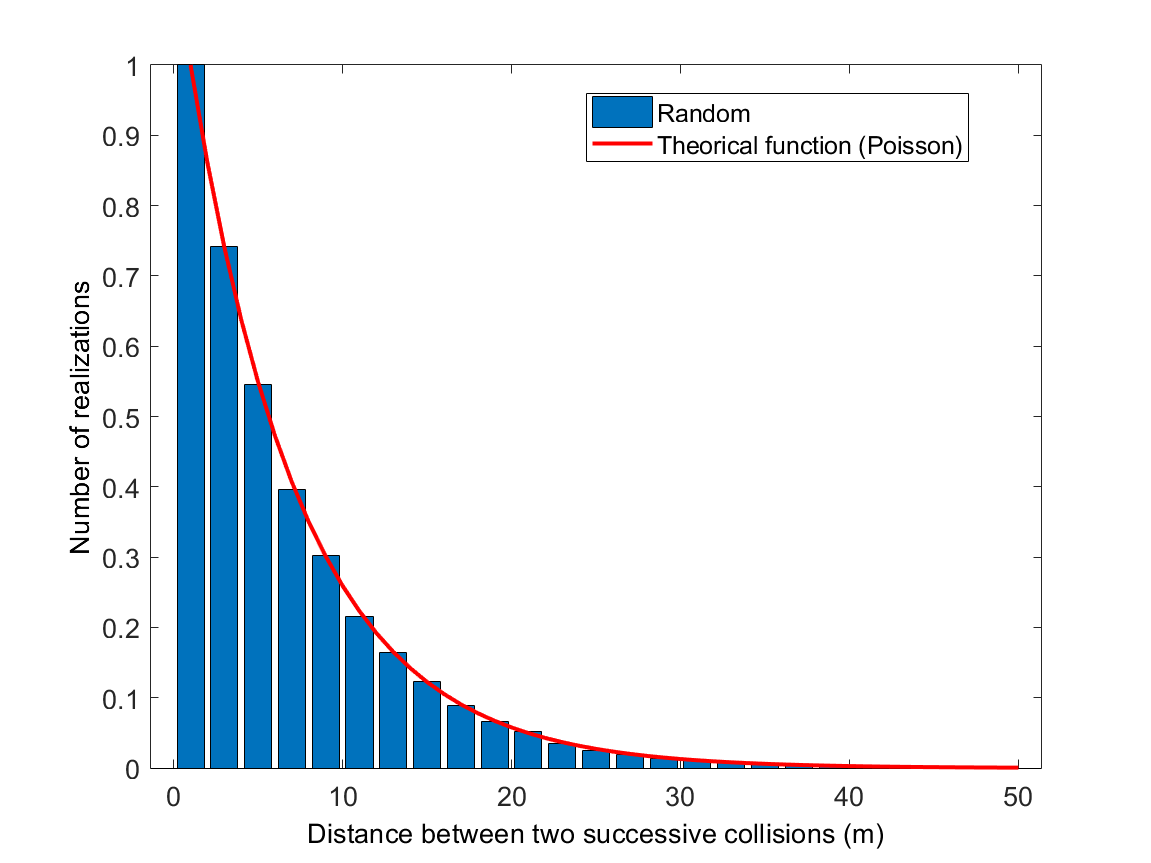 1
0.9
0.8
0.7
0.6
0.5
0.4
0.3
0.2
0.1
0
Number of realizations
Random
Theorical function (Poisson)
0 10 20 30 40 50
Distance between two successive collisions (m)